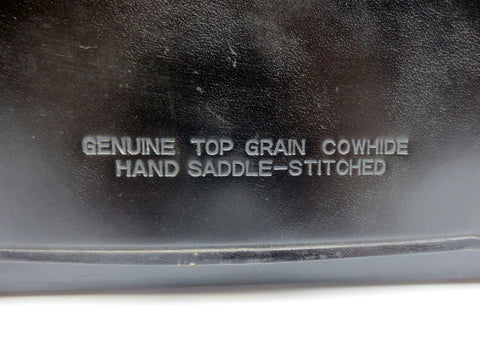 GENUINE TOP GRAIN COWHIDE
HAND SADDLE-STITCHED